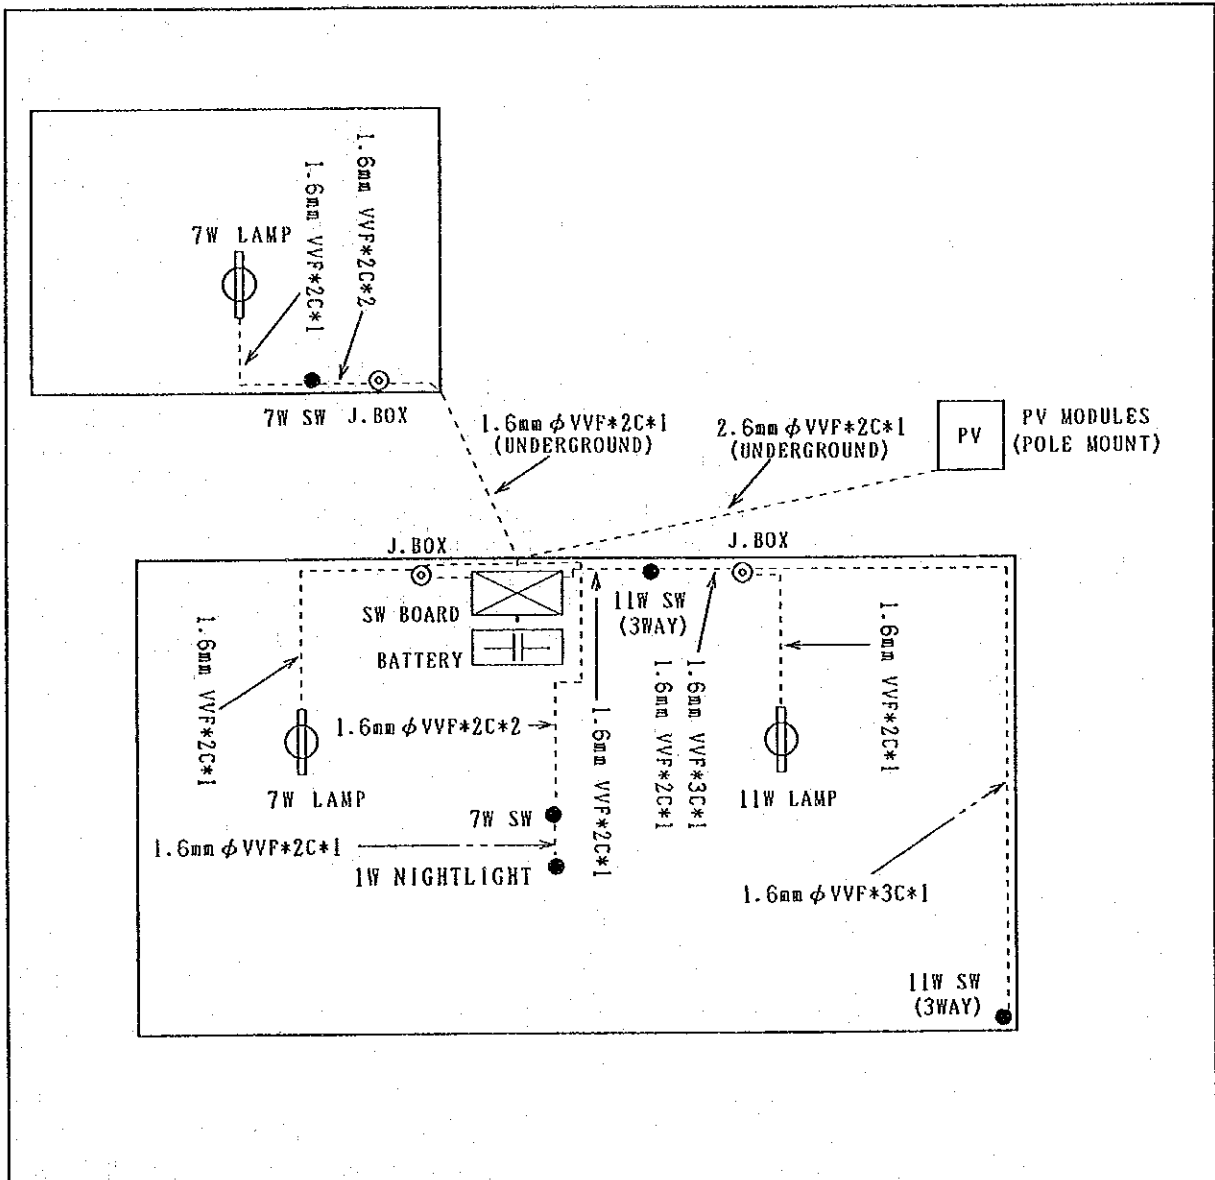 1.6mm VVF*2C*2
1.6mm VVF*2C*1
7W LAMP
7W SW
J.BOX
1.6mmφVVF*2C*1
(UNDERGROUND)
2.6mmφVVF*2C*1
(UNDERGROUND)
PV
PV MODULES
(POLE MOUNT)
J.BOX
J.BOX
SW BOARD
11W SW
(3WAY)
BATTERY
1.6mm VVF*2C*1
1.6mmφVVF*2C*2
1.6mm VVF*2C*1
1.6mm VVF*2C*1
1.6mm VVF*3C*1
1.6mm VVF*2C*1
7W LAMP
11W LAMP
7W SW
1.6mmφVVF*2C*1
1W NIGHTLIGHT
1.6mmφVVF*3C*1
11W SW
(3WAY)